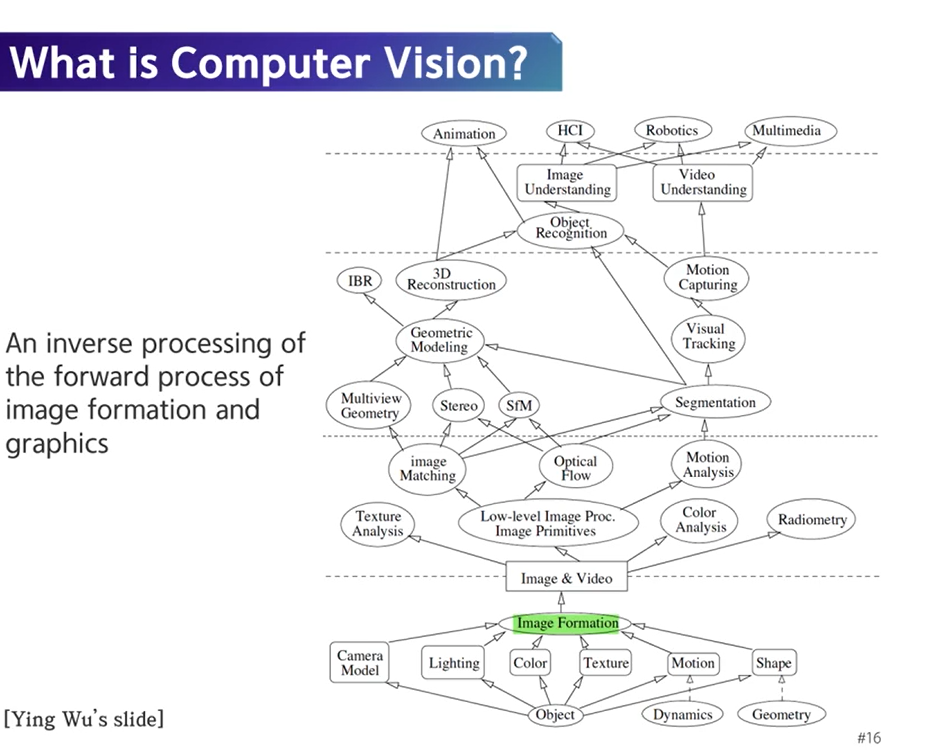 What is Computer Vision?
Animation
HCI
Robotics
Multimedia
Image
Understanding
Video
Understanding
Object
Recognition
IBR
3D
Reconstruction
Motion
Capturing
An inverse processing of
the forward process of
image formation and
graphics
Geometric
Modeling
Visual
Tracking
Multiview
Geometry
Stereo
SfM
Segmentation
image
Matching
Optical
Flow
Motion
Analysis
Texture
Analysis
Low-level Image Proc.
Image Primitives
Color
Analysis
Radiometry
Image & Video
Image Formation
Camera
Model
Lighting
Color
Texture
Motion
Shape
Object
Dynamics
Geometry
[Ying Wu's slide]
#16